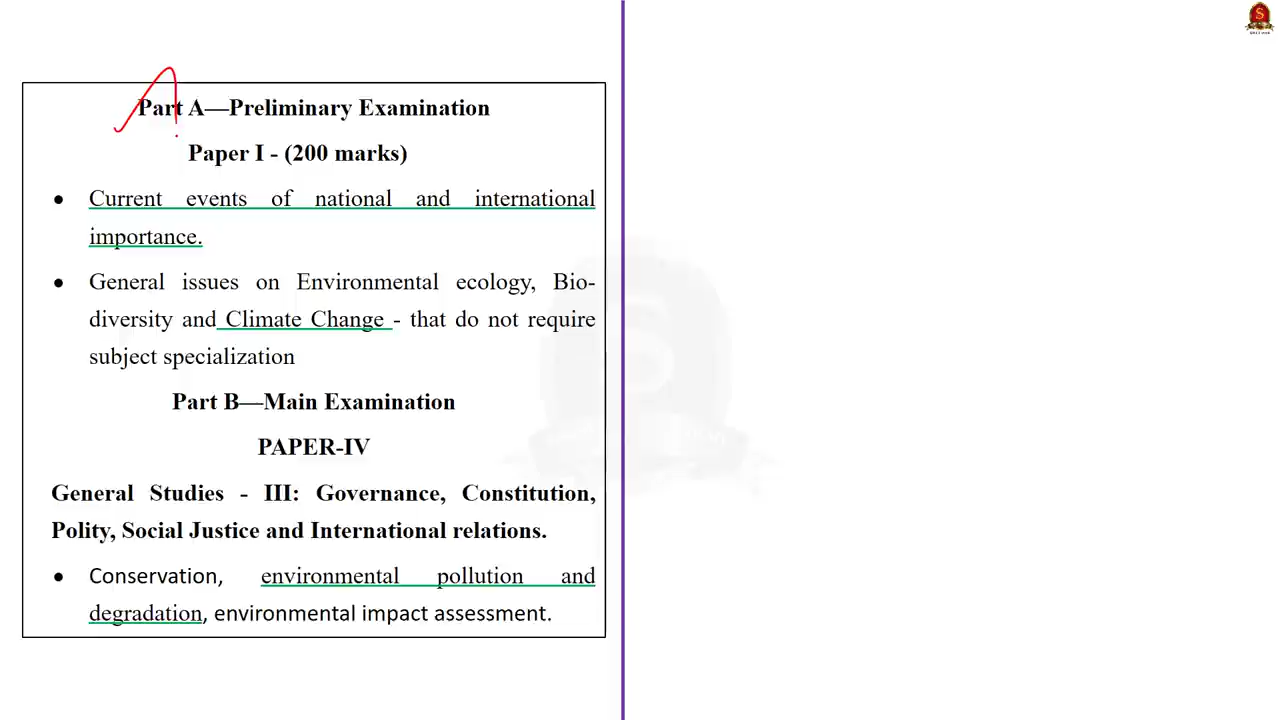 Part A—Preliminary Examination
Paper I - (200 marks)
● Current events of national and international
importance.
● General issues on Environmental ecology, Bio-
diversity and Climate Change - that do not require
subject specialization
Part B—Main Examination
PAPER-IV
General Studies - III: Governance, Constitution,
Polity, Social Justice and International relations.
● Conservation, environmental pollution and
degradation, environmental impact assessment.